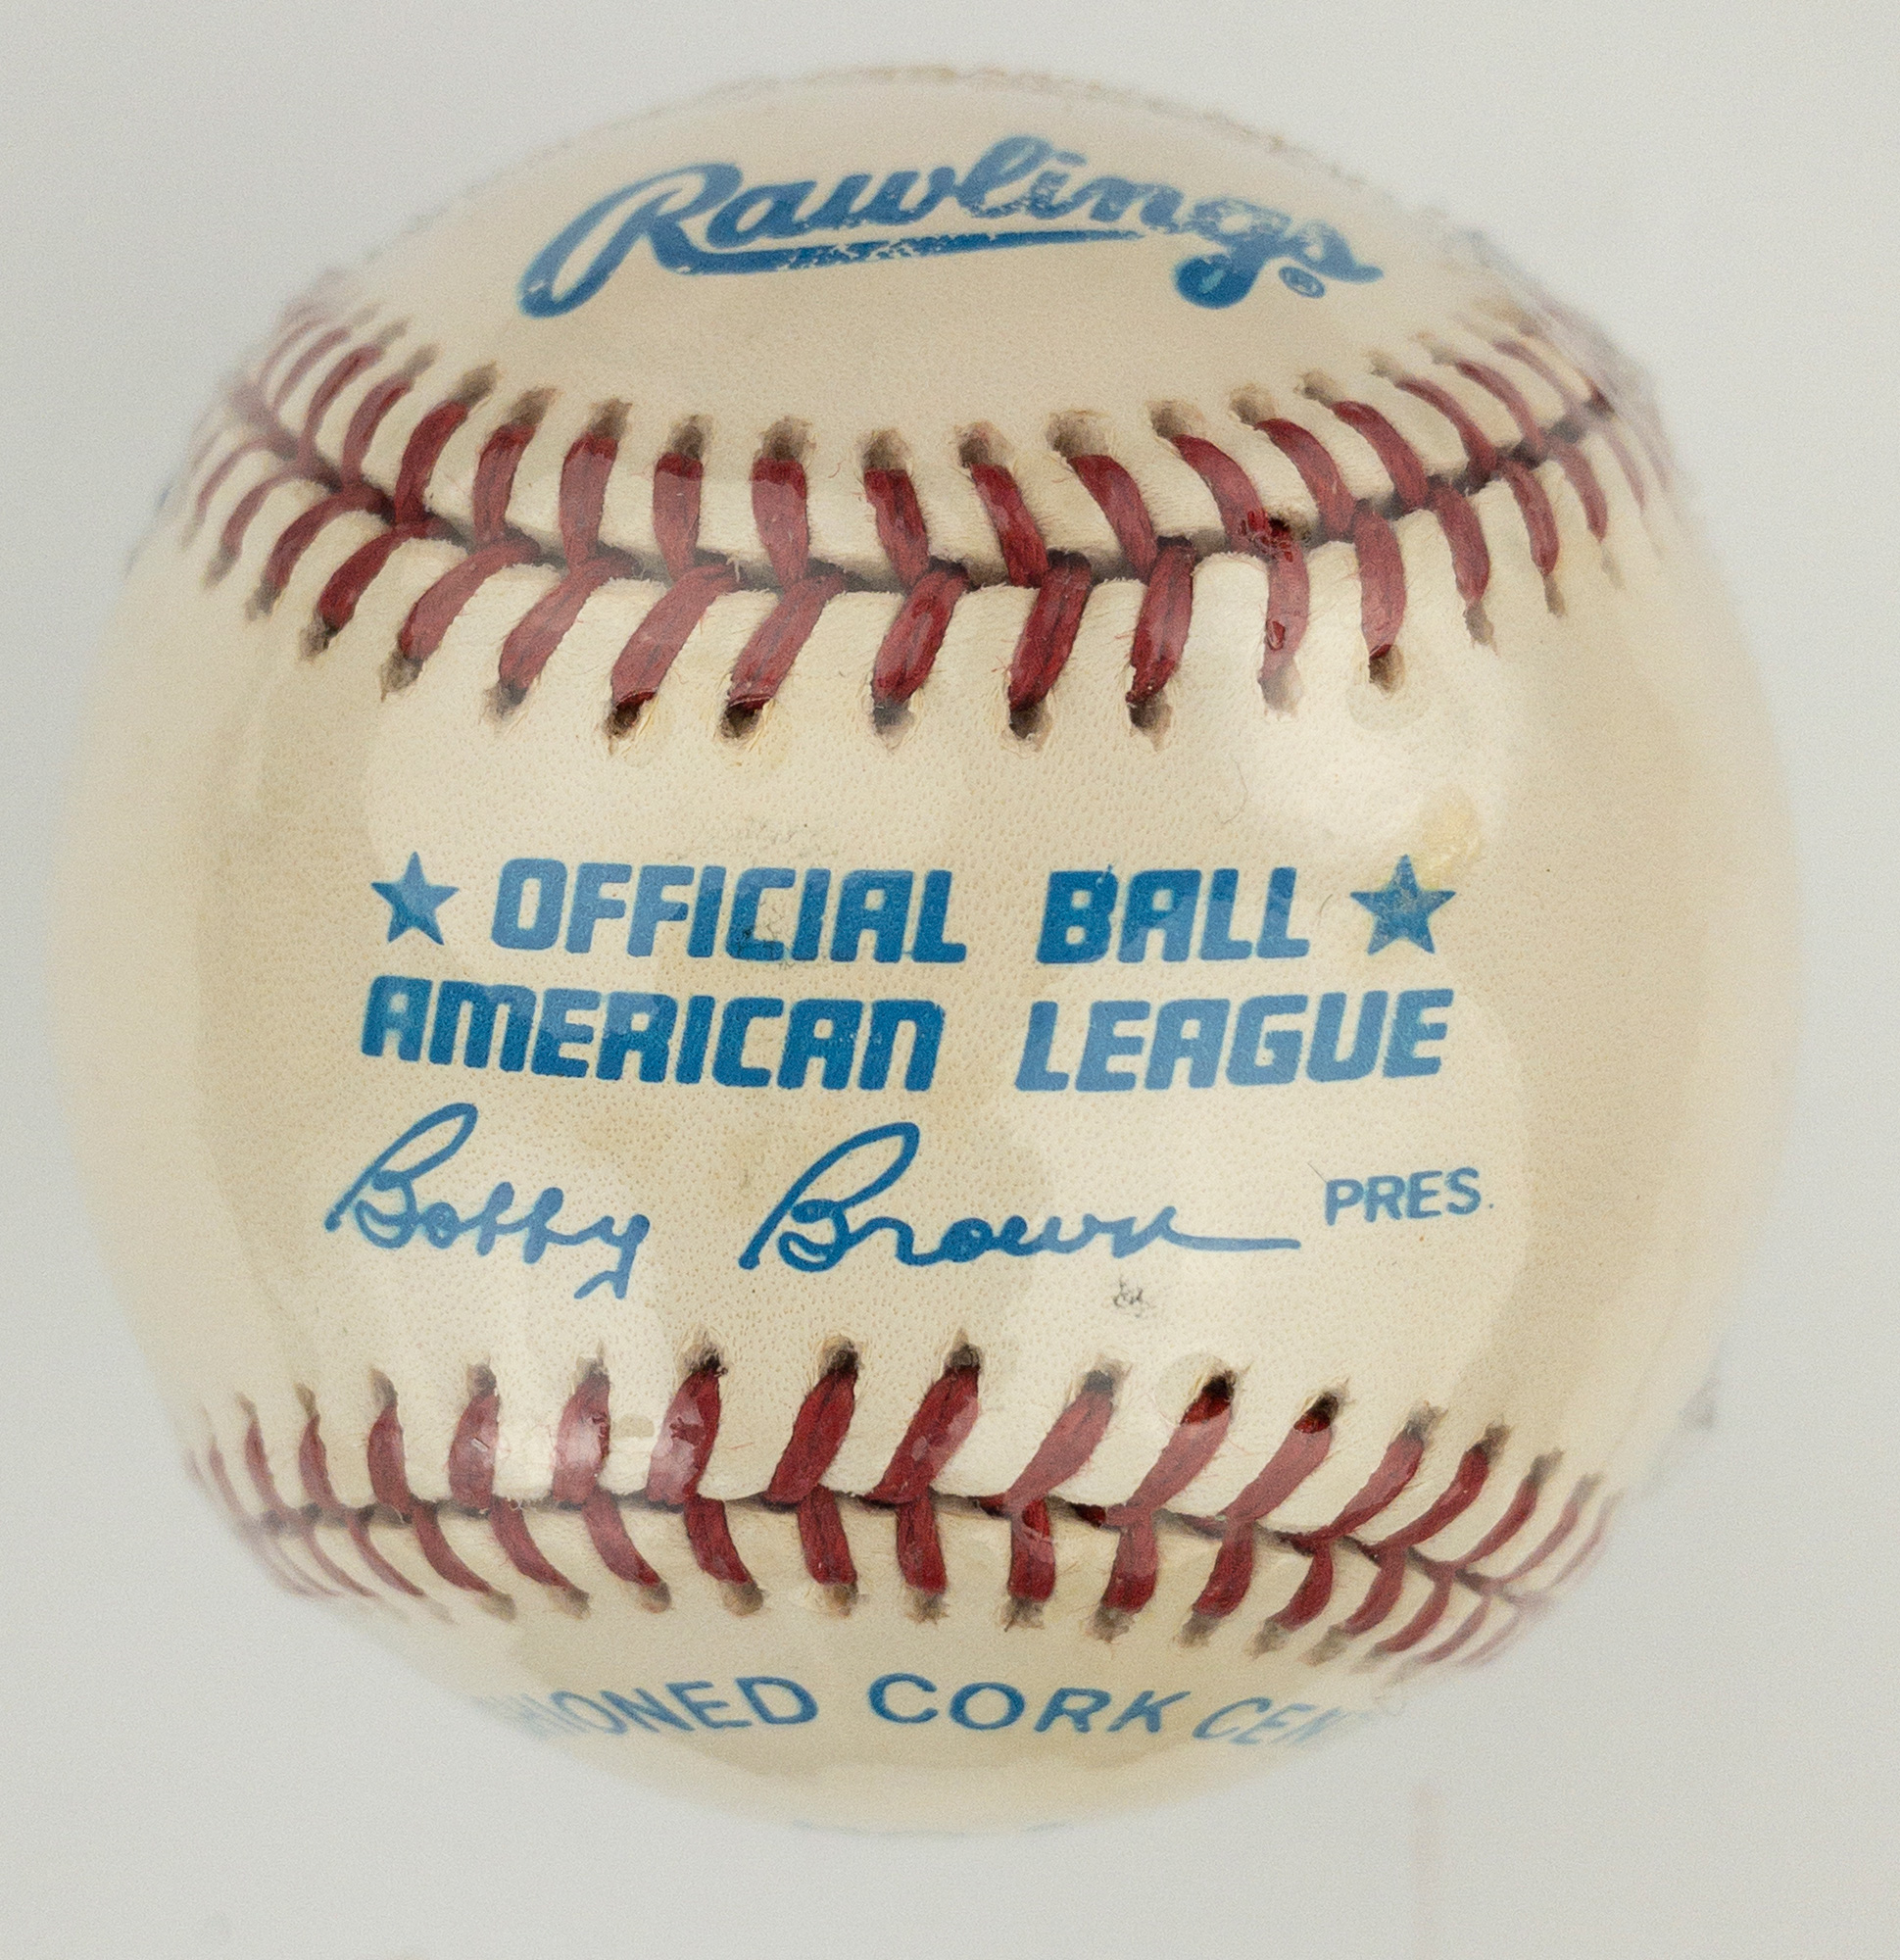 Rawlings®
★ OFFICIAL BALL ★
AMERICAN LEAGUE
Bobby Brown PRES.
CORK